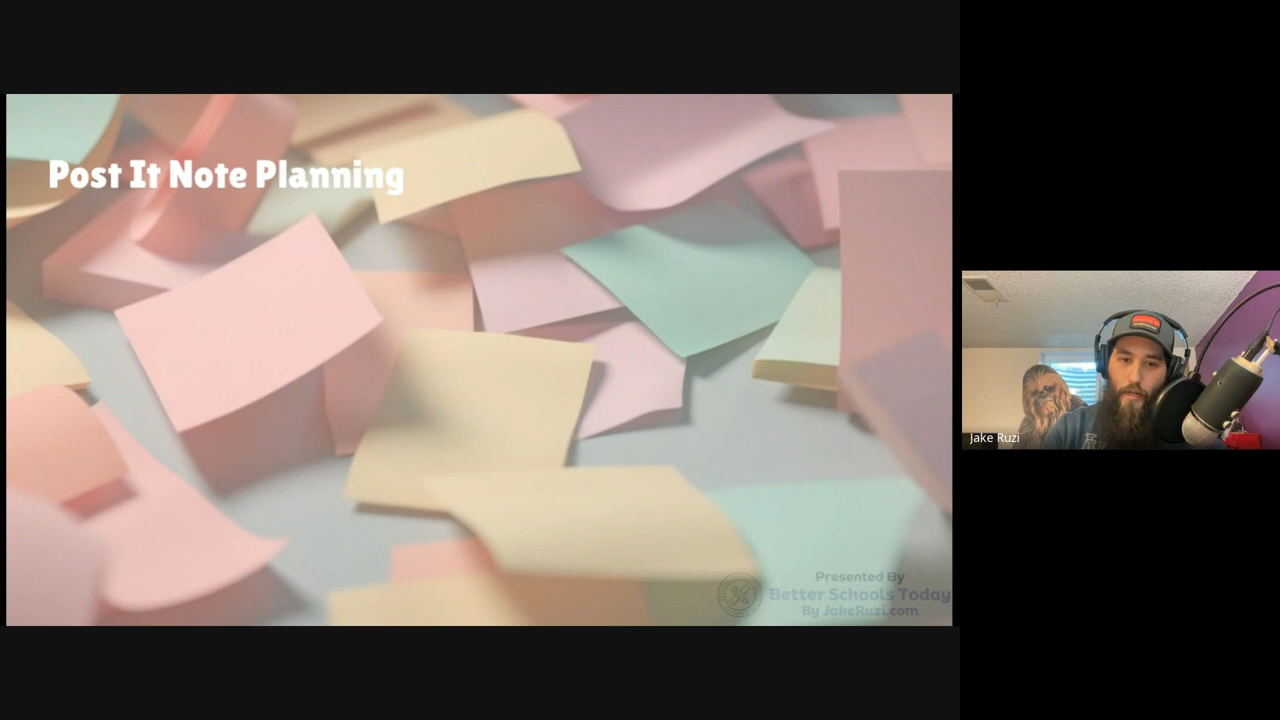 Post It Note Planning
Presented By
Better Schools Today
By JakeRuzi.com
Jake Ruzi